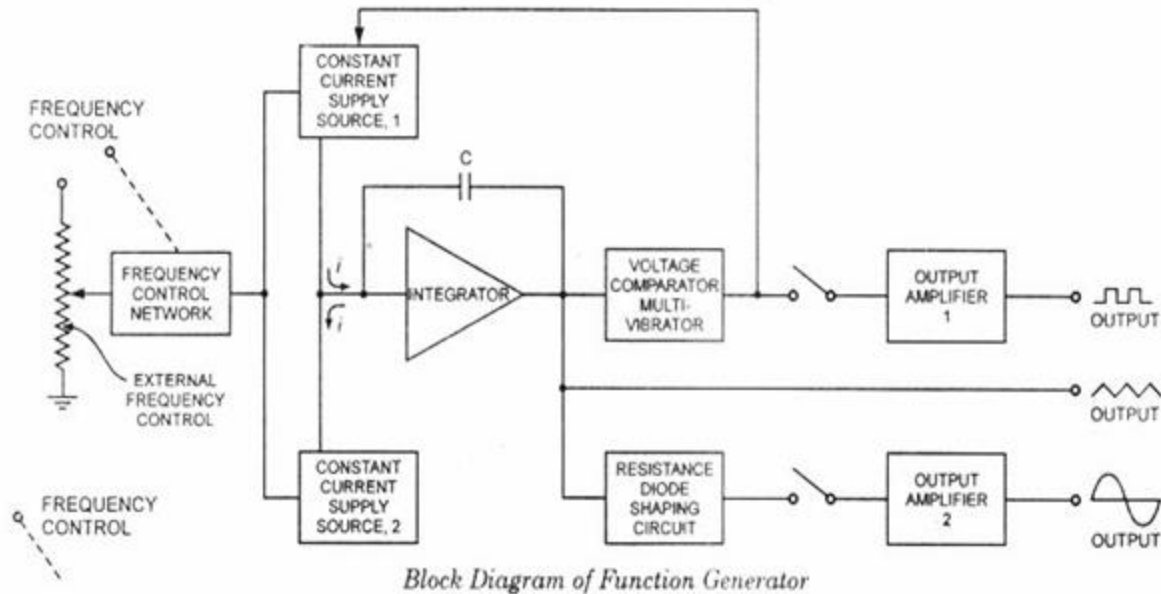 CONSTANT
CURRENT
SUPPLY
SOURCE, 1
FREQUENCY
CONTROL
C
FREQUENCY
CONTROL
NETWORK
i
i
INTEGRATOR
VOLTAGE
COMPARATOR
MULTI-
VIBRATOR
OUTPUT
AMPLIFIER
1
OUTPUT
EXTERNAL
FREQUENCY
CONTROL
OUTPUT
CONSTANT
CURRENT
SUPPLY
SOURCE, 2
RESISTANCE
DIODE
SHAPING
CIRCUIT
OUTPUT
AMPLIFIER
2
OUTPUT
FREQUENCY
CONTROL
Block Diagram of Function Generator